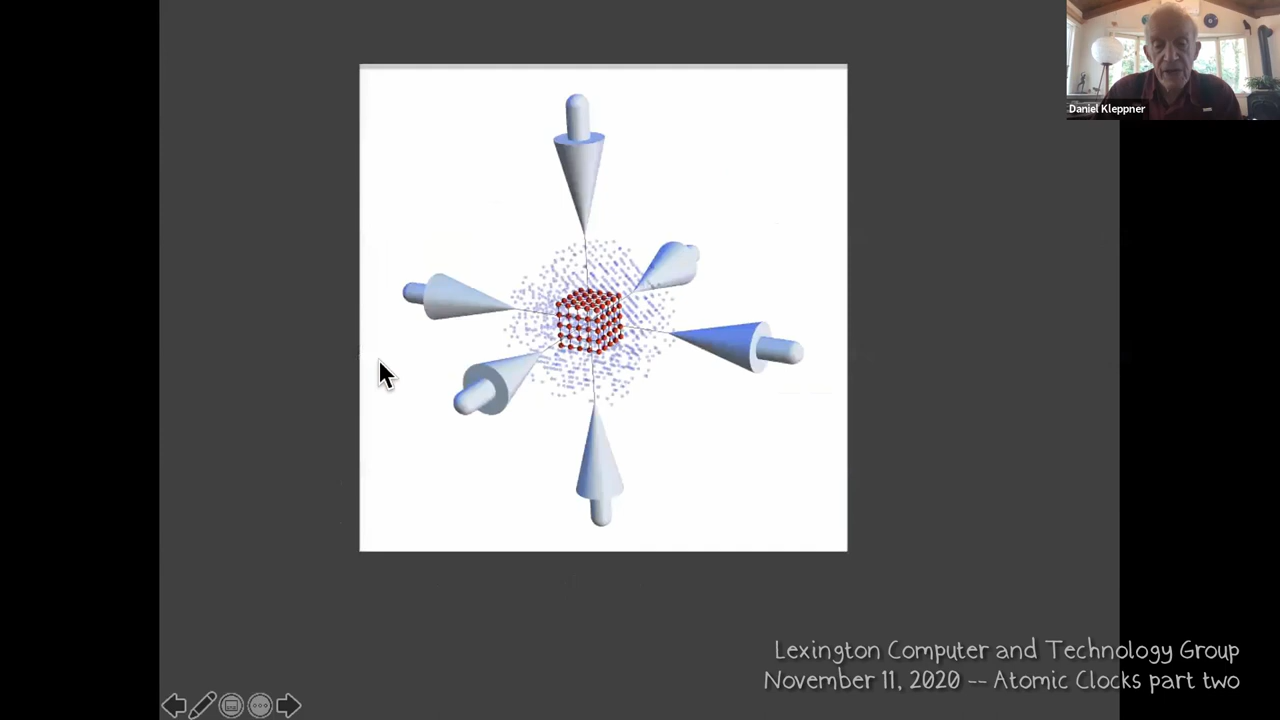 Daniel Kleppner
Lexington Computer and Technology Group
November 11, 2020 -- Atomic Clocks part two